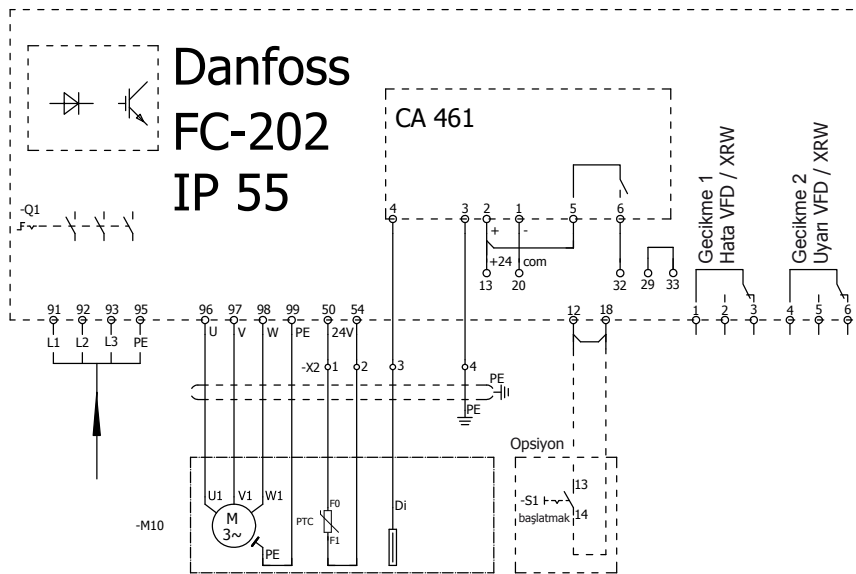 Danfoss
FC-202
IP 55
CA 461
-Q1
4 3 2 1 5 6
+ -
+24 com
13 20 32 29 33
Gecikme 1
Hata VFD / XRW
Gecikme 2
Uyarı VFD / XRW
91 92 93 95 96 97 98 99 50 54 12 18 1 2 3 4 5 6
L1 L2 L3 PE U V W PE 24V
-X2 1 2 3 4
PE
PE
Opsiyon
-M10
U1 V1 W1
M
3~
PE
PTC
F0
F1
Di
-S1
başlatmak
13
14